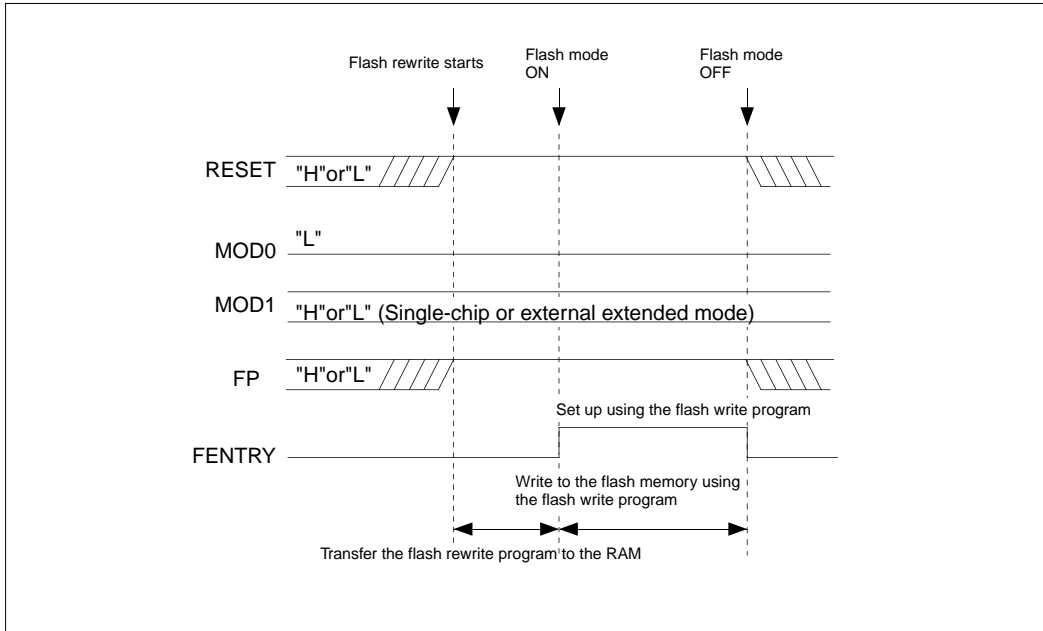 Flash rewrite starts
Flash mode
ON
Flash mode
OFF
RESET "H"or"L"
MOD0 "L"
MOD1 "H"or"L" (Single-chip or external extended mode)
FP "H"or"L"
Set up using the flash write program
FENTRY
Write to the flash memory using
the flash write program
Transfer the flash rewrite program to the RAM